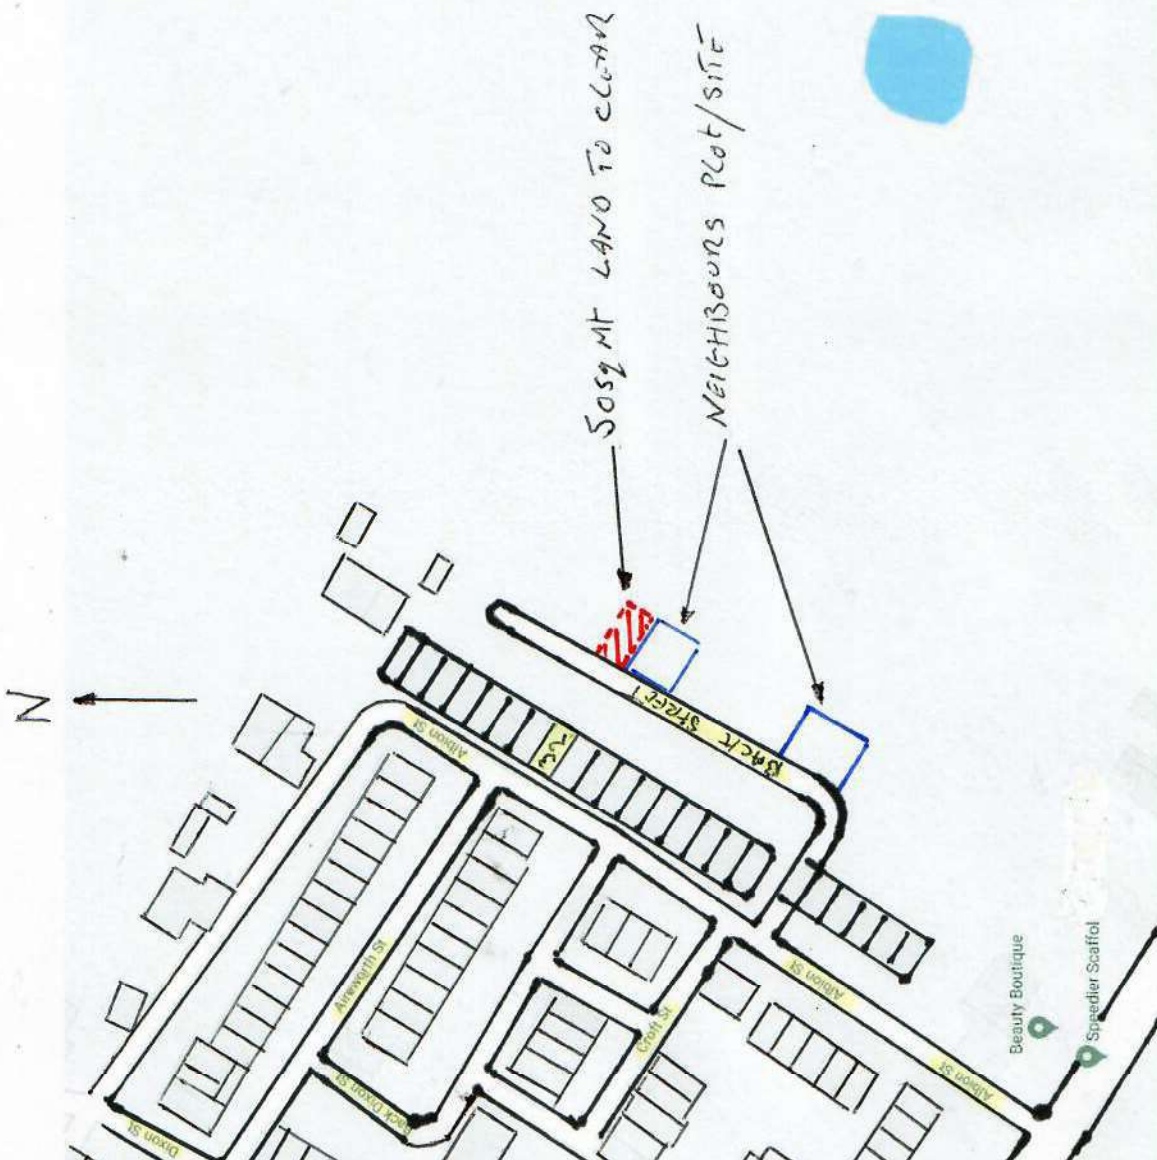 50sq Mt LAND TO CLEAR
NEIGHBOURS PLOt/SITE
N
Albion St
32
BACK StREEt
Aireworth St
Back Dixon St
Dixon St
Croft St
Albion St
Albion St
Beauty Boutique
Speedier Scaffol